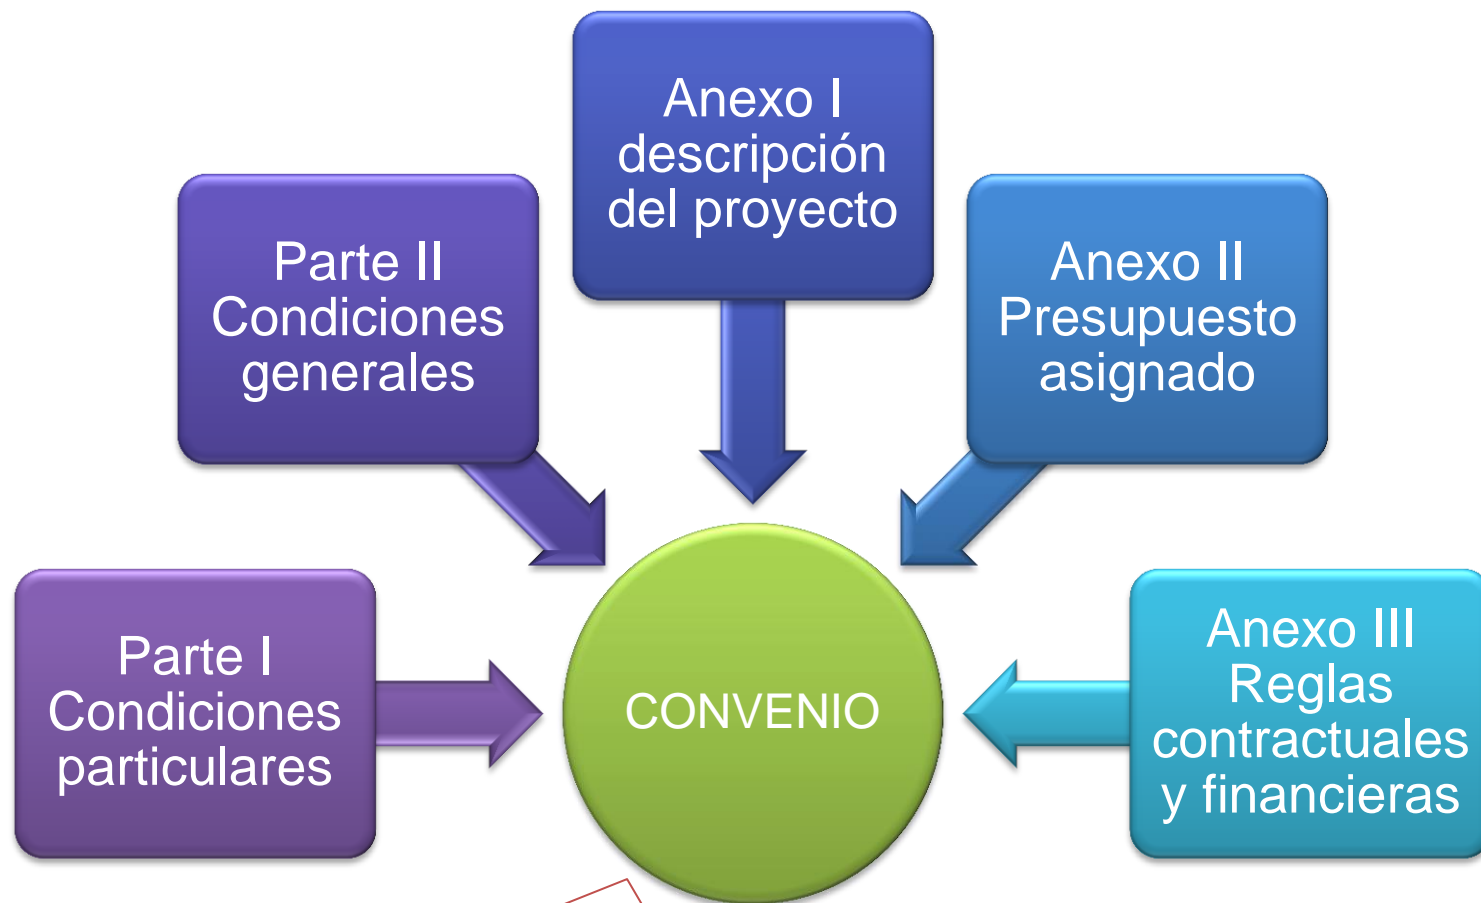 Anexo I
descripción
del proyecto
Parte II
Condiciones
generales
Anexo II
Presupuesto
asignado
Parte I
Condiciones
particulares
CONVENIO
Anexo III
Reglas
contractuales
y financieras